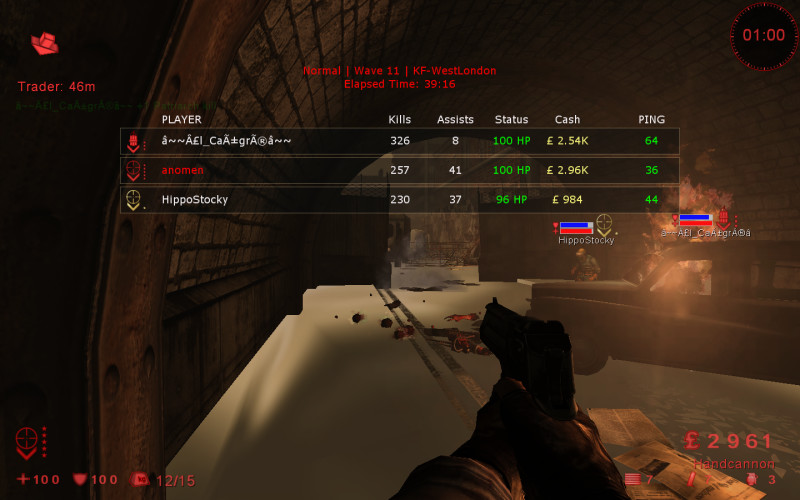 01:00
Normal | Wave 11 | KF-WestLondon
Elapsed Time: 39:16
Trader: 46m
PLAYER Kills Assists Status Cash PING
â~~Ã£l_CaÃ±grÃ®â~~ 326 8 100 HP £ 2.54K 64
anomen 257 41 100 HP £ 2.96K 36
HippoStocky 230 37 96 HP £ 984 44
HippoStocky
â~~Ã£l_CaÃ±grÃ®â
£ 2961
Handcannon
100 100 12/15 7 3